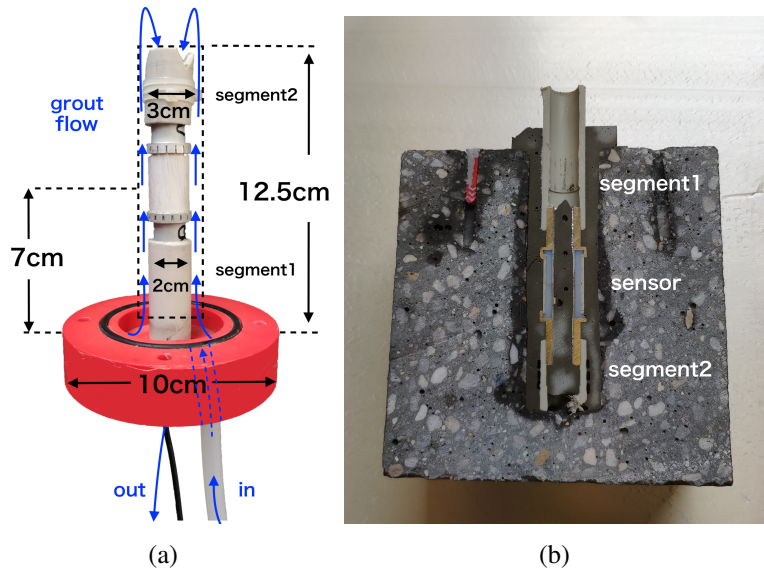 grout
flow
segment2
3cm
12.5cm
7cm
segment1
2cm
10cm
out
in
(a)
segment1
sensor
segment2
(b)